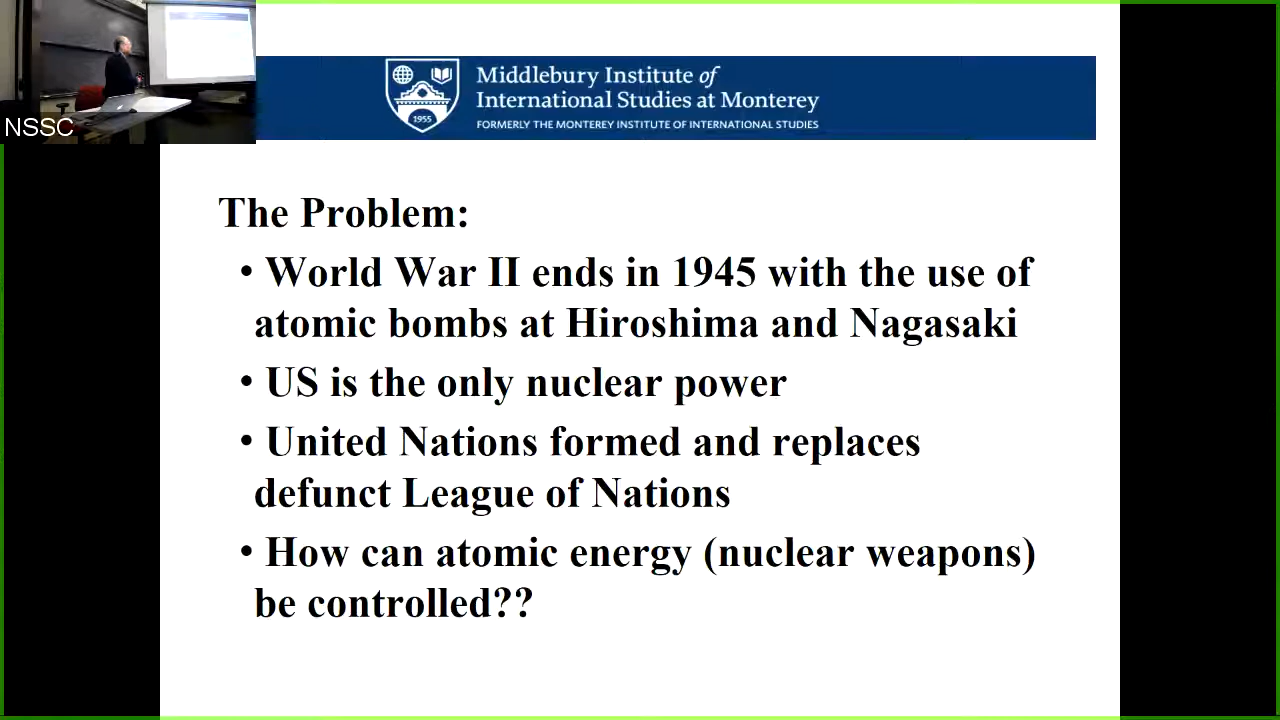 NSSC
Middlebury Institute of
International Studies at Monterey
FORMERLY THE MONTEREY INSTITUTE OF INTERNATIONAL STUDIES
1955
The Problem:
• World War II ends in 1945 with the use of
atomic bombs at Hiroshima and Nagasaki
• US is the only nuclear power
• United Nations formed and replaces
defunct League of Nations
• How can atomic energy (nuclear weapons)
be controlled??